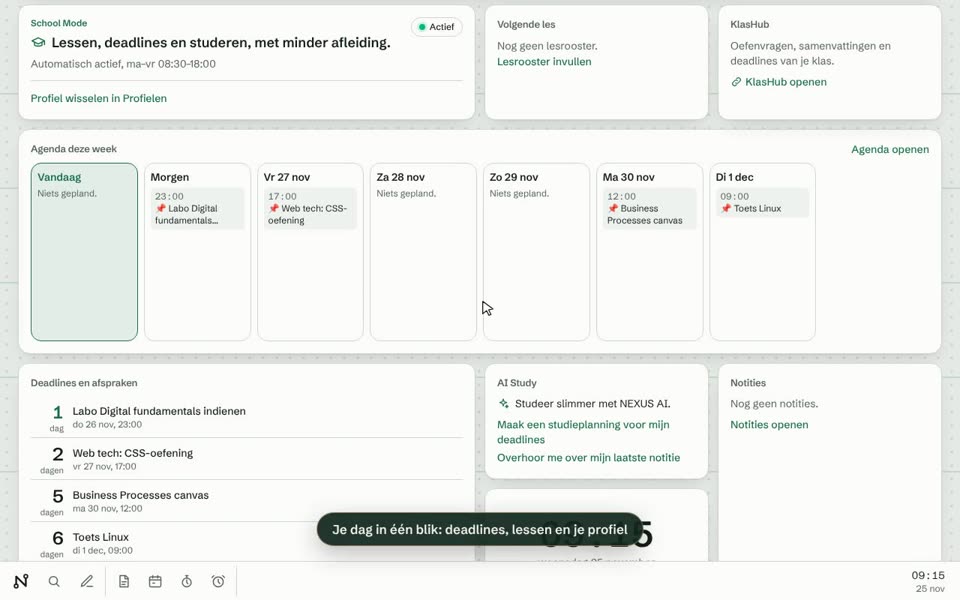 School Mode
Actief
Lessen, deadlines en studeren, met minder afleiding.
Automatisch actief, ma–vr 08:30–18:00
Profiel wisselen in Profielen
Volgende les
Nog geen lesrooster.
Lesrooster invullen
KlasHub
Oefenvragen, samenvattingen en
deadlines van je klas.
KlasHub openen
Agenda deze week
Agenda openen
Vandaag
Niets gepland.
Morgen
23:00
📌 Labo Digital
fundamentals...
Vr 27 nov
17:00
📌 Web tech: CSS-
oefening
Za 28 nov
Niets gepland.
Zo 29 nov
Niets gepland.
Ma 30 nov
12:00
📌 Business
Processes canvas
Di 1 dec
09:00
📌 Toets Linux
Deadlines en afspraken
1
dag
Labo Digital fundamentals indienen
do 26 nov, 23:00
2
dagen
Web tech: CSS-oefening
vr 27 nov, 17:00
5
dagen
Business Processes canvas
ma 30 nov, 12:00
6
dagen
Toets Linux
di 1 dec, 09:00
AI Study
Studeer slimmer met NEXUS AI.
Maak een studieplanning voor mijn
deadlines
Overhoor me over mijn laatste notitie
Notities
Nog geen notities.
Notities openen
Je dag in één blik: deadlines, lessen en je profiel
09:15
25 nov